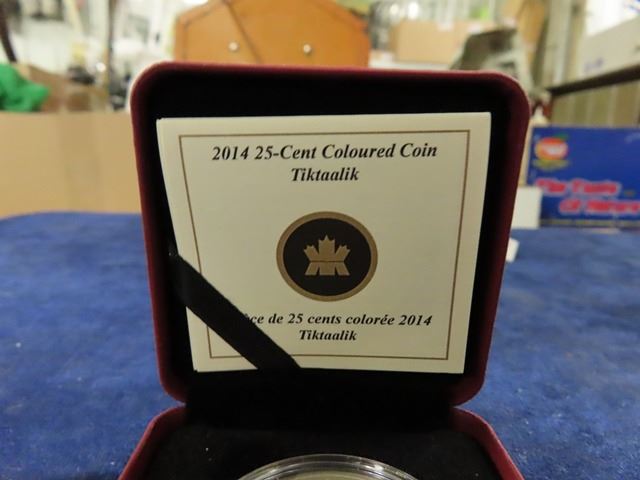 2014 25-Cent Coloured Coin
Tiktaalik
de 25 cents colorée 2014
Tiktaalik